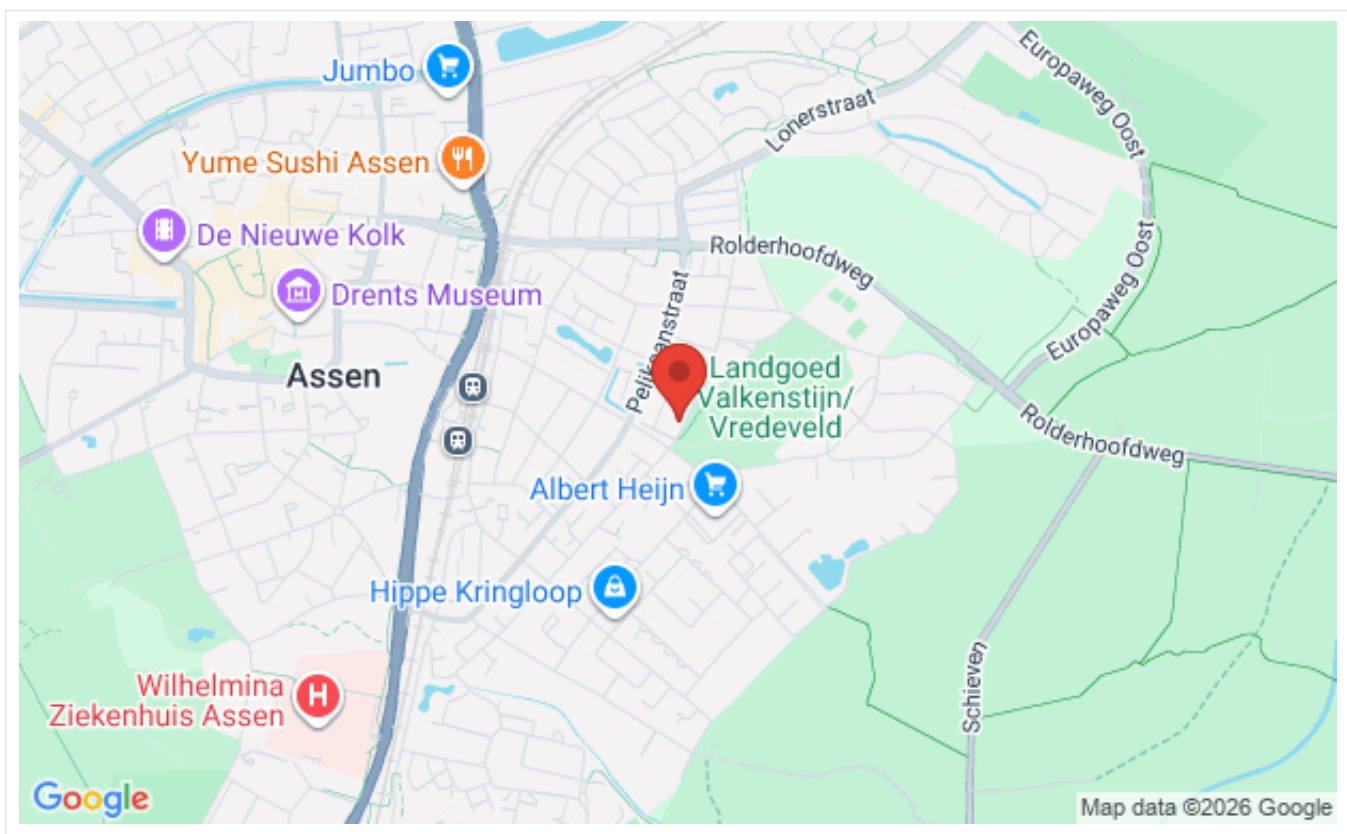 Jumbo
Europaweg Oost
Lonerstraat
Yume Sushi Assen
De Nieuwe Kolk
Rolderhoofdweg
Drents Museum
Europaweg Oost
Pelikaanstraat
Assen
Landgoed
Valkenstijn/
Vredeveld
Rolderhoofdweg
Albert Heijn
Hippe Kringloop
Schieven
Wilhelmina
Ziekenhuis Assen
H
Google
Map data ©2026 Google